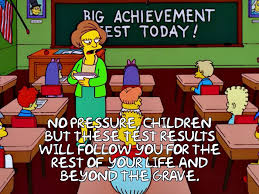 BIG ACHIEVEMENT
TEST TODAY!
NO PRESSURE, CHILDREN
BUT THESE TEST RESULTS
WILL FOLLOW YOU FOR THE
REST OF YOUR LIFE AND
BEYOND THE GRAVE.